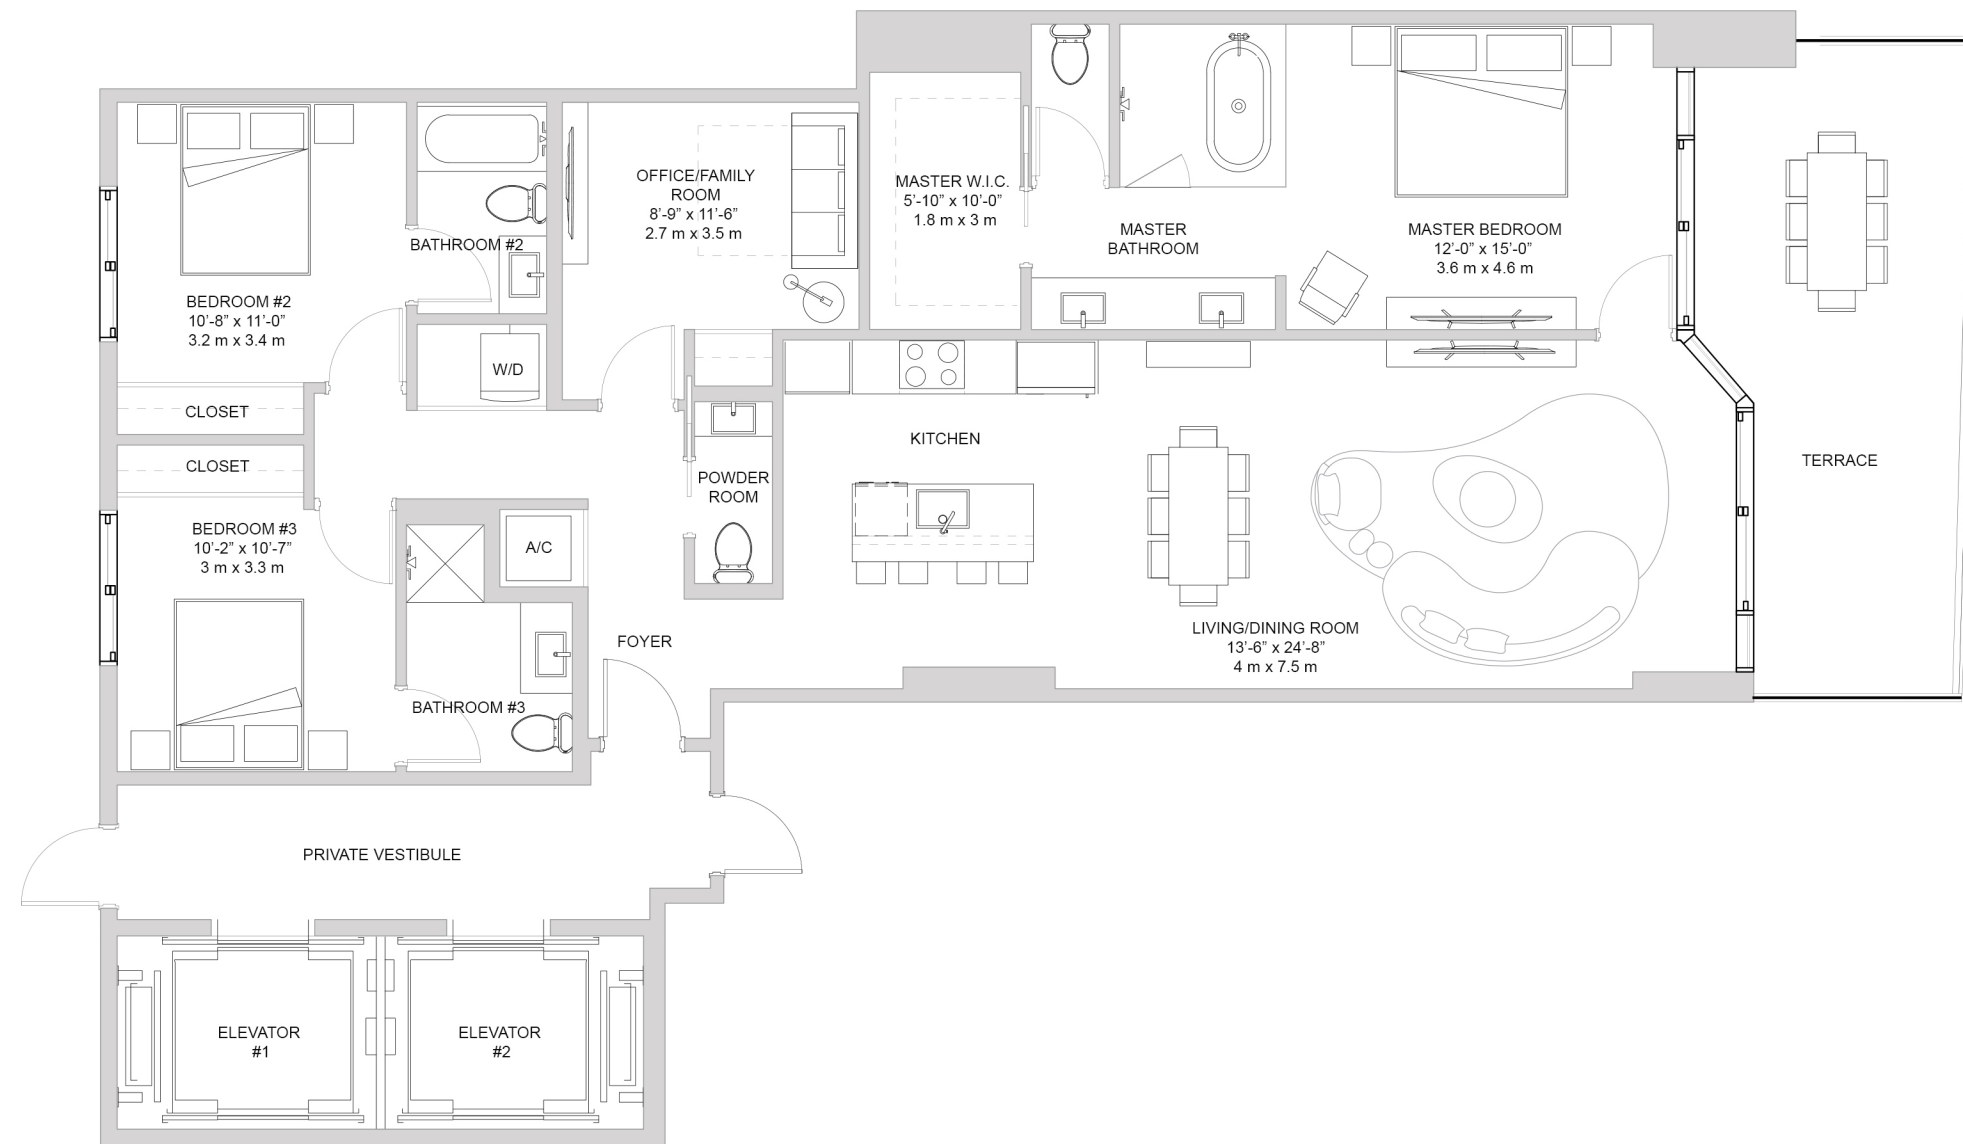 OFFICE/FAMILY
ROOM
8’-9” x 11’-6”
2.7 m x 3.5 m
MASTER W.I.C.
5’-10” x 10’-0”
1.8 m x 3 m
MASTER
BATHROOM
MASTER BEDROOM
12’-0” x 15’-0”
3.6 m x 4.6 m
BATHROOM #2
BEDROOM #2
10’-8” x 11’-0”
3.2 m x 3.4 m
W/D
CLOSET
CLOSET
KITCHEN
POWDER
ROOM
TERRACE
BEDROOM #3
10’-2” x 10’-7”
3 m x 3.3 m
A/C
FOYER
LIVING/DINING ROOM
13’-6” x 24’-8”
4 m x 7.5 m
BATHROOM #3
PRIVATE VESTIBULE
ELEVATOR
#1
ELEVATOR
#2